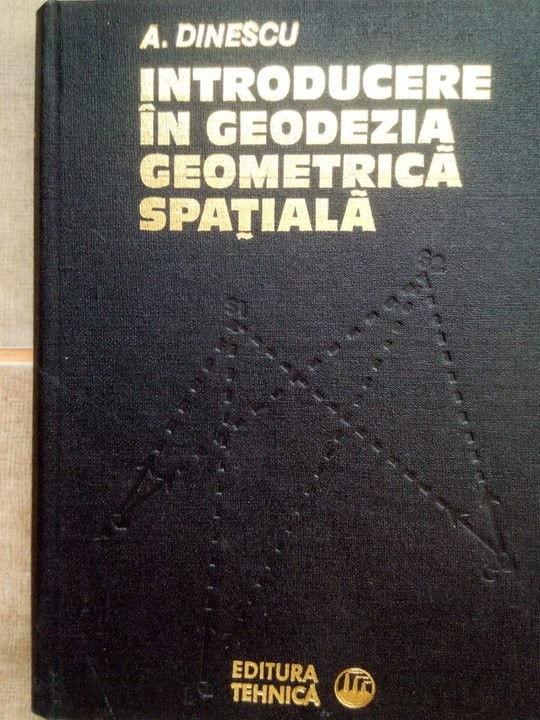 A. DINESCU
INTRODUCERE
ÎN GEODEZIA
GEOMETRICĂ
SPAȚIALĂ
EDITURA
TEHNICĂ